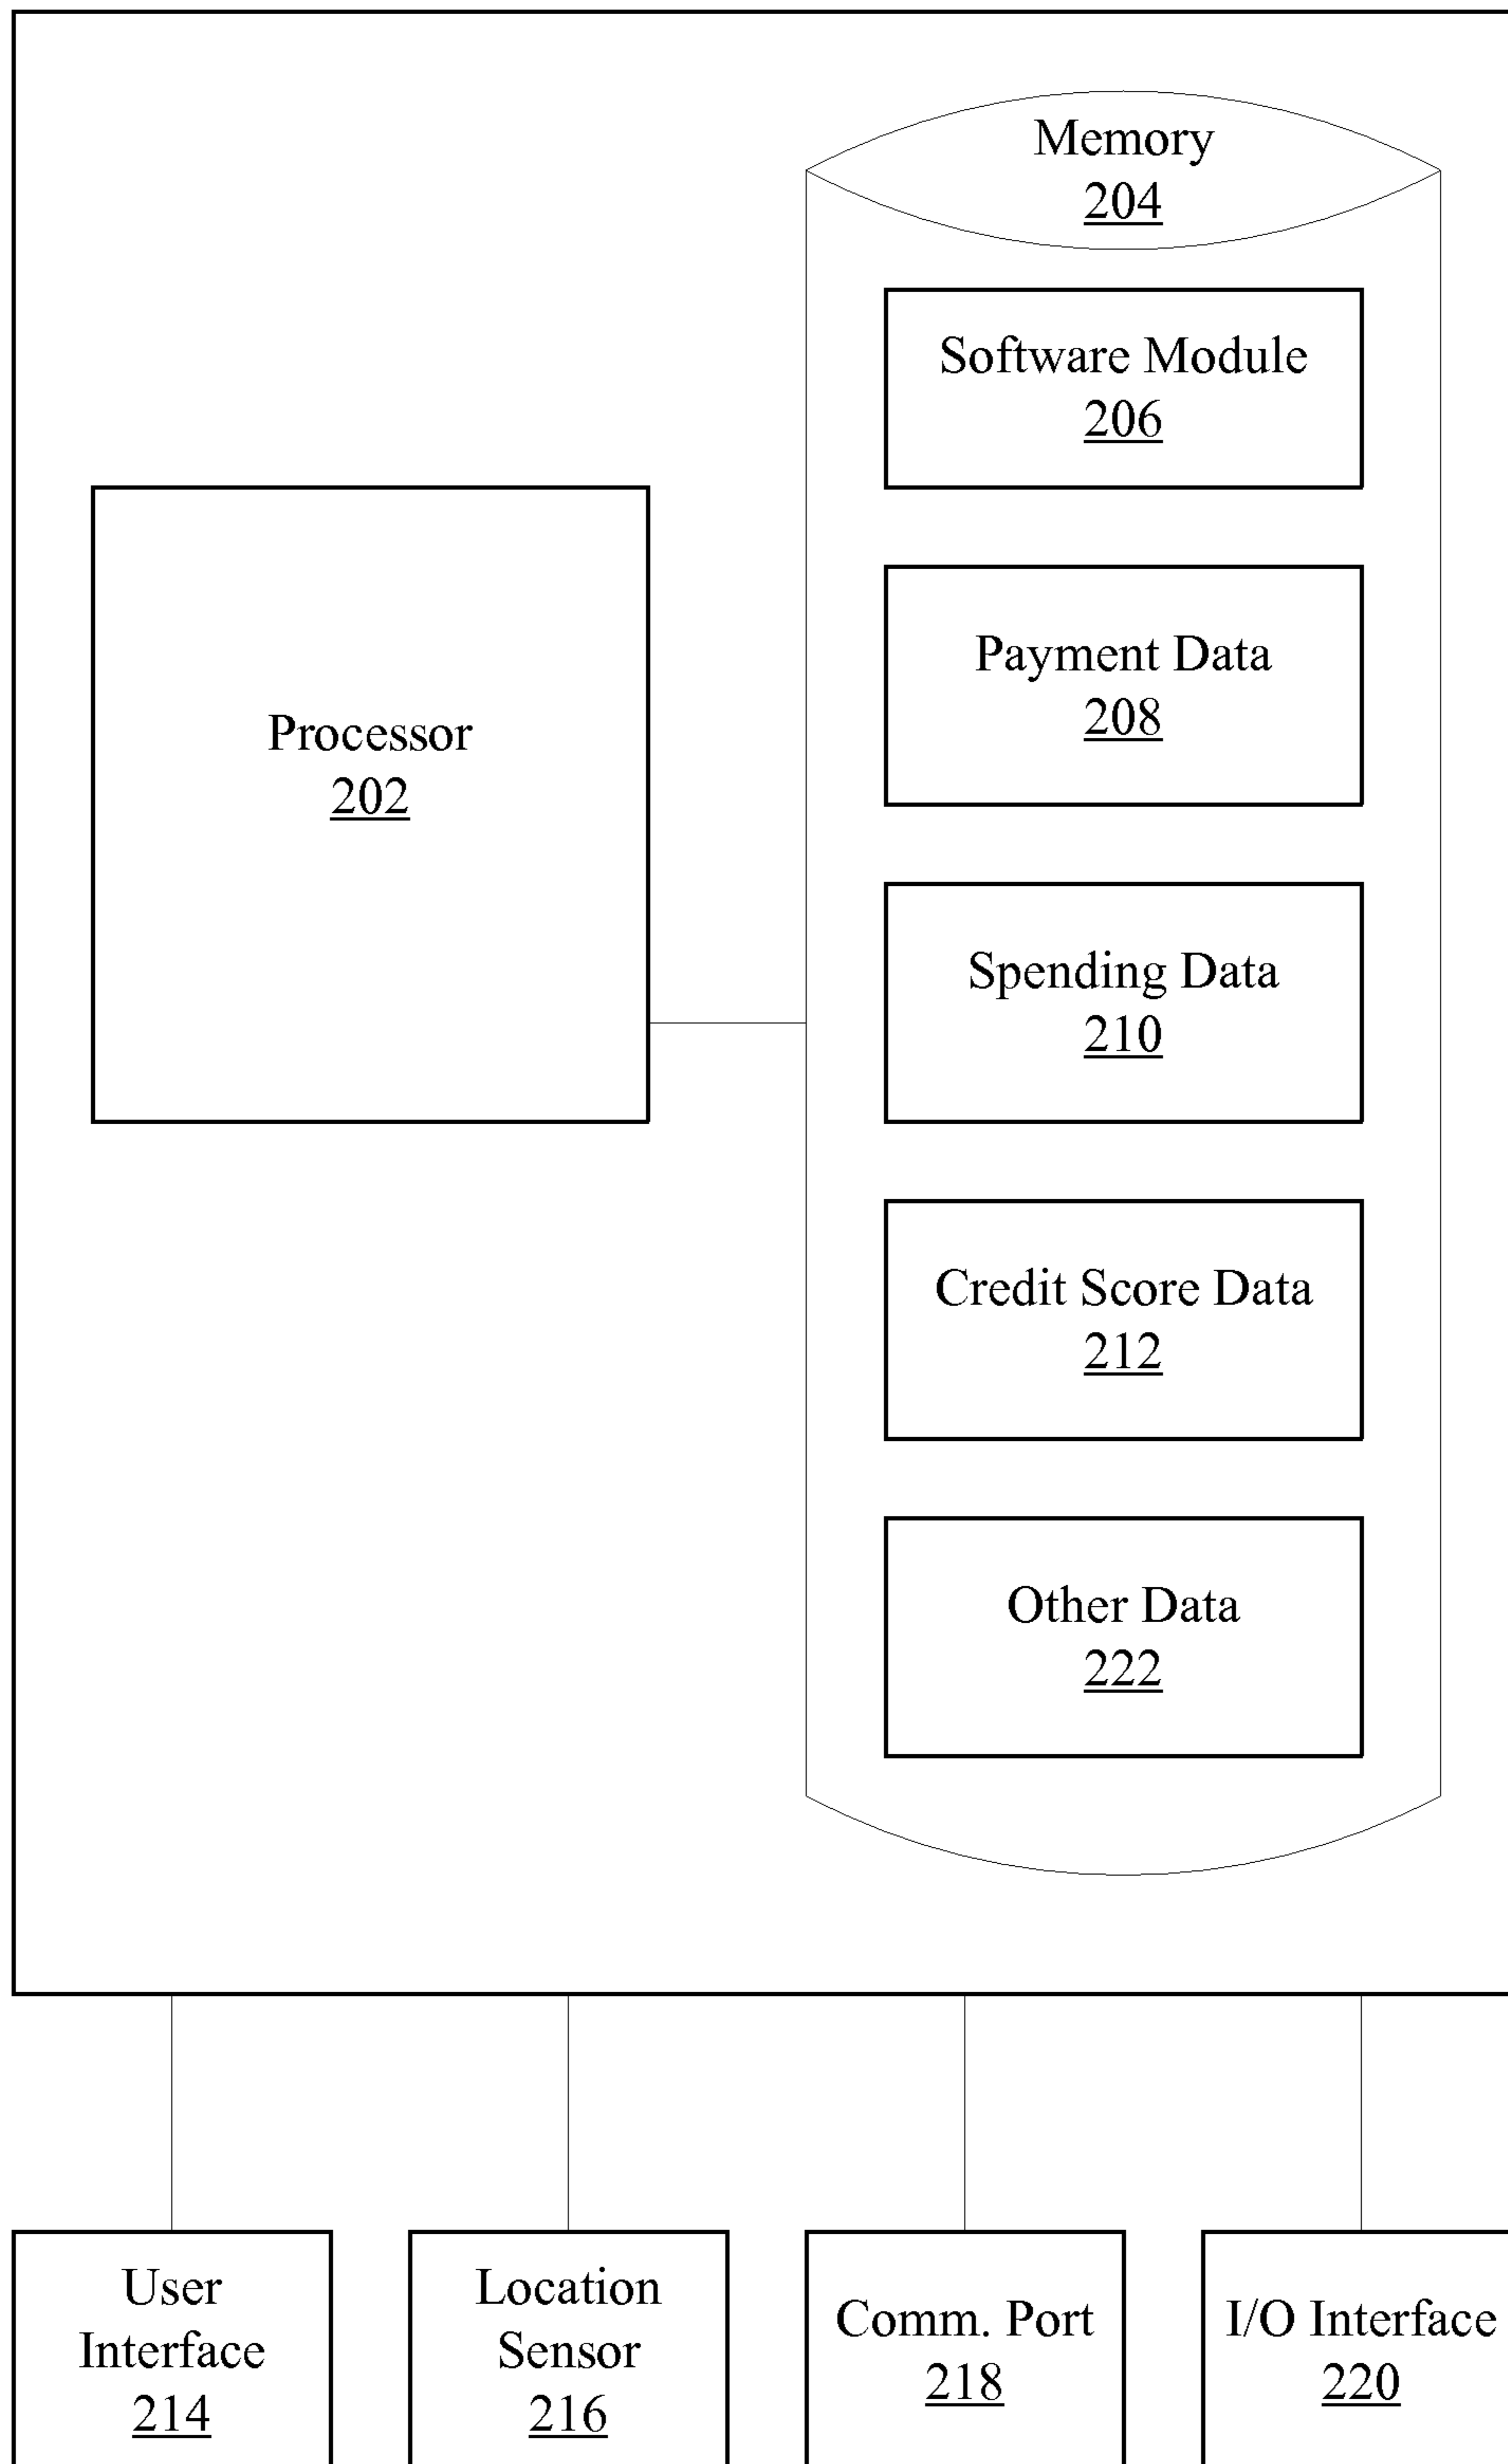 Memory
204
Software Module
206
Payment Data
208
Processor
202
Spending Data
210
Credit Score Data
212
Other Data
222
User
Interface
214
Location
Sensor
216
Comm. Port
218
I/O Interface
220